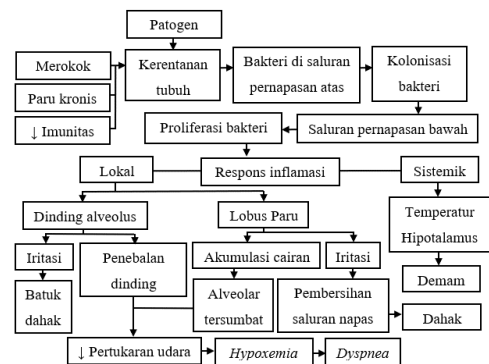 Patogen
Merokok
Paru kronis
↓ Imunitas
Kerentanan
tubuh
Bakteri di saluran
pernapasan atas
Kolonisasi
bakteri
Proliferasi bakteri
Saluran pernapasan bawah
Lokal
Respons inflamasi
Sistemik
Dinding alveolus
Lobus Paru
Temperatur
Hipotalamus
Iritasi
Penebalan
dinding
Akumulasi cairan
Iritasi
Demam
Batuk
dahak
Alveolar
tersumbat
Pembersihan
saluran napas
Dahak
↓ Pertukaran udara
Hypoxemia
Dyspnea